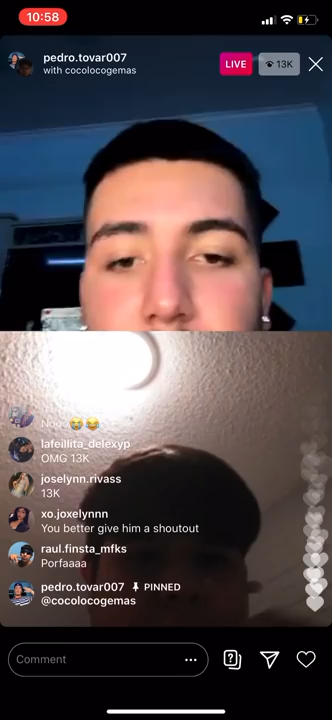 10:58
pedro.tovar007
with cocolocogemas
LIVE
13K
Noo 😭😂
lafeillita_delexyp
OMG 13K
joselynn.rivass
13K
xo.joxelynnn
You better give him a shoutout
raul.finsta_mfks
Porfaaaa
pedro.tovar007 PINNED
@cocolocogemas
Comment